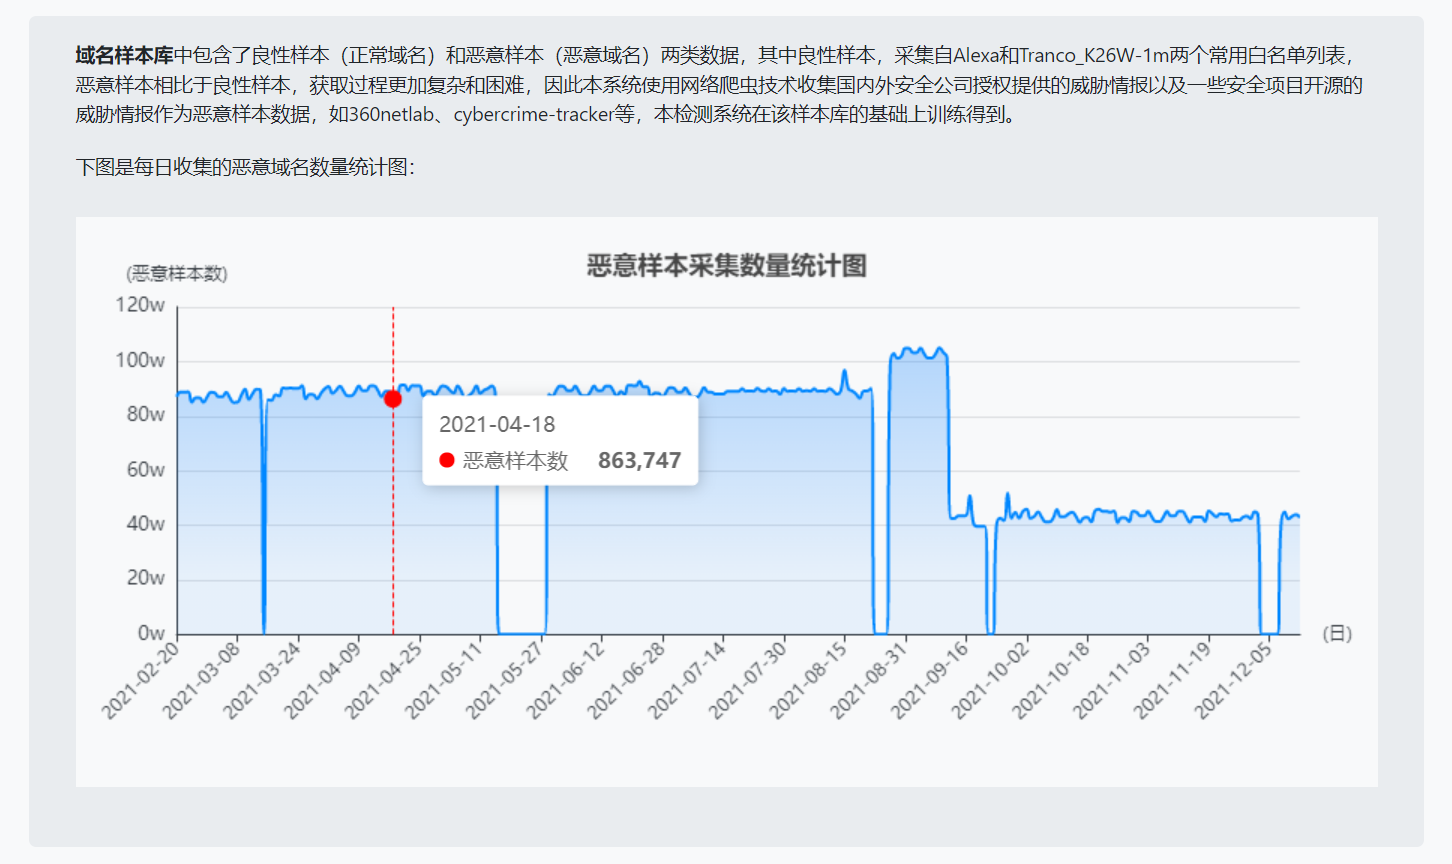 域名样本库中包含了良性样本（正常域名）和恶意样本（恶意域名）两类数据，其中良性样本，采集自Alexa和Tranco_K26W-1m两个常用白名单列表，
恶意样本相比于良性样本，获取过程更加复杂和困难，因此本系统使用网络爬虫技术收集国内外安全公司授权提供的威胁情报以及一些安全项目开源的
威胁情报作为恶意样本数据，如360netlab、cybercrime-tracker等，本检测系统在该样本库的基础上训练得到。
下图是每日收集的恶意域名数量统计图：
恶意样本采集数量统计图
(恶意样本数)
120w
100w
80w
60w
40w
20w
0w
2021-04-18
恶意样本数 863,747
(日)
2021-02-20
2021-03-08
2021-03-24
2021-04-09
2021-04-25
2021-05-11
2021-05-27
2021-06-12
2021-06-28
2021-07-14
2021-07-30
2021-08-15
2021-08-31
2021-09-16
2021-10-02
2021-10-18
2021-11-03
2021-11-19
2021-12-05